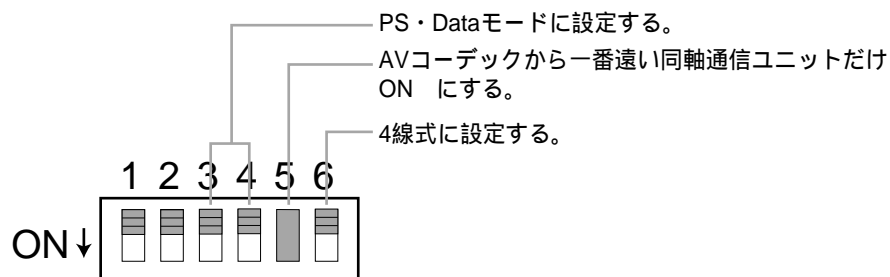 PS・Dataモードに設定する。
AVコーデックから一番遠い同軸通信ユニットだけ
ON　にする。
4線式に設定する。
1 2 3 4 5 6
ON↓